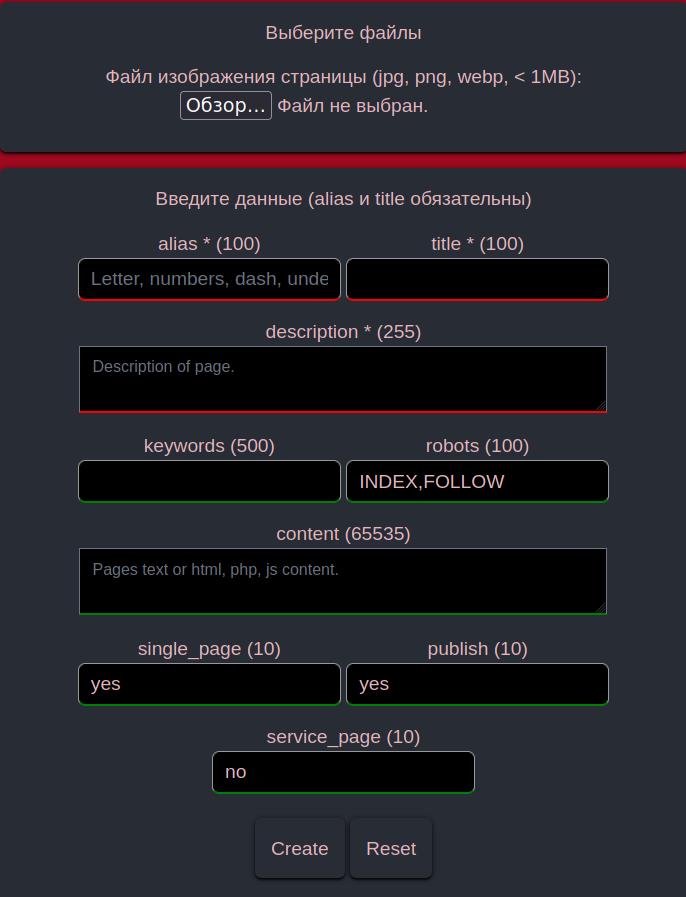 Выберите файлы
Файл изображения страницы (jpg, png, webp, < 1MB):
Обзор... Файл не выбран.
Введите данные (alias и title обязательны)
alias * (100) title * (100)
Letter, numbers, dash, unde
description * (255)
Description of page.
keywords (500) robots (100)
INDEX,FOLLOW
content (65535)
Pages text or html, php, js content.
single_page (10) publish (10)
yes yes
service_page (10)
no
Create Reset